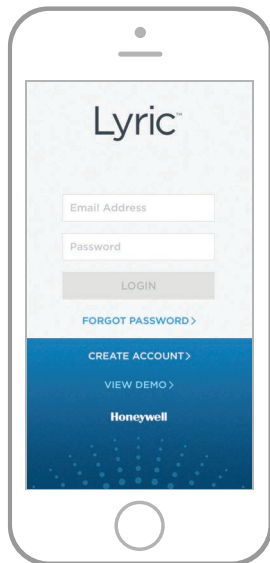 Lyric™
Email Address
Password
LOGIN
FORGOT PASSWORD >
CREATE ACCOUNT >
VIEW DEMO >
Honeywell